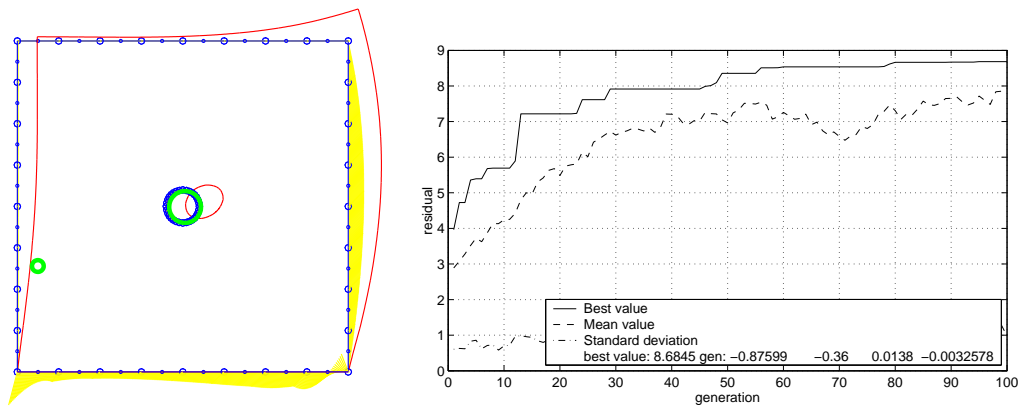 9
8
7
6
5
4
3
2
1
0
residual
Best value
Mean value
Standard deviation
best value: 8.6845 gen: −0.87599 −0.36 0.0138 −0.0032578
0 10 20 30 40 50 60 70 80 90 100
generation